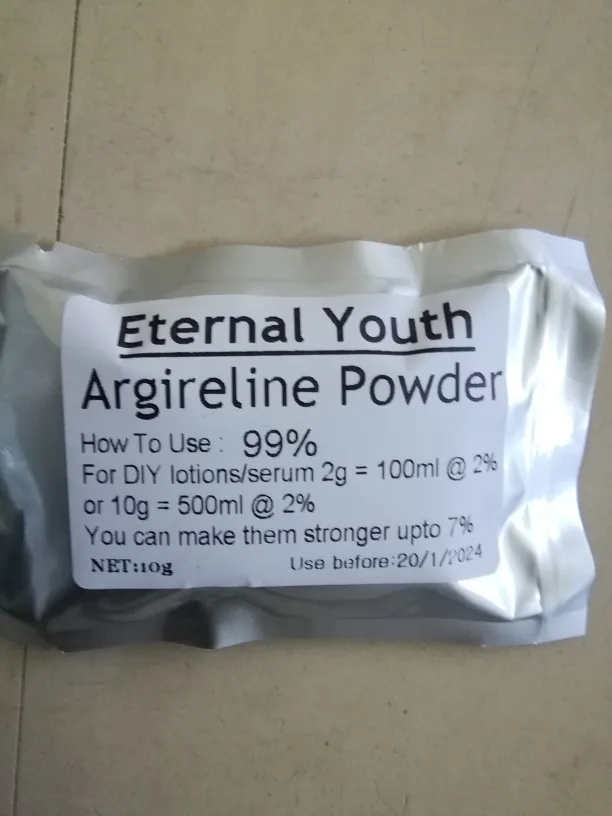 Eternal Youth
Argireline Powder
How To Use : 99%
For DIY lotions/serum 2g = 100ml @ 2%
or 10g = 500ml @ 2%
You can make them stronger upto 7%
NET:10g Use before:20/1/2024